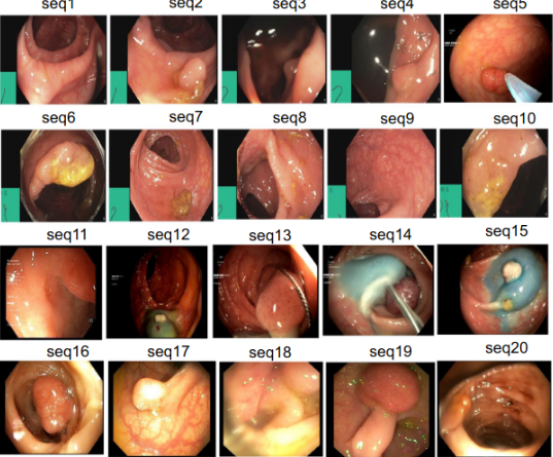 seq1 seq2 seq3 seq4 seq5
seq6 seq7 seq8 seq9 seq10
seq11 seq12 seq13 seq14 seq15
seq16 seq17 seq18 seq19 seq20